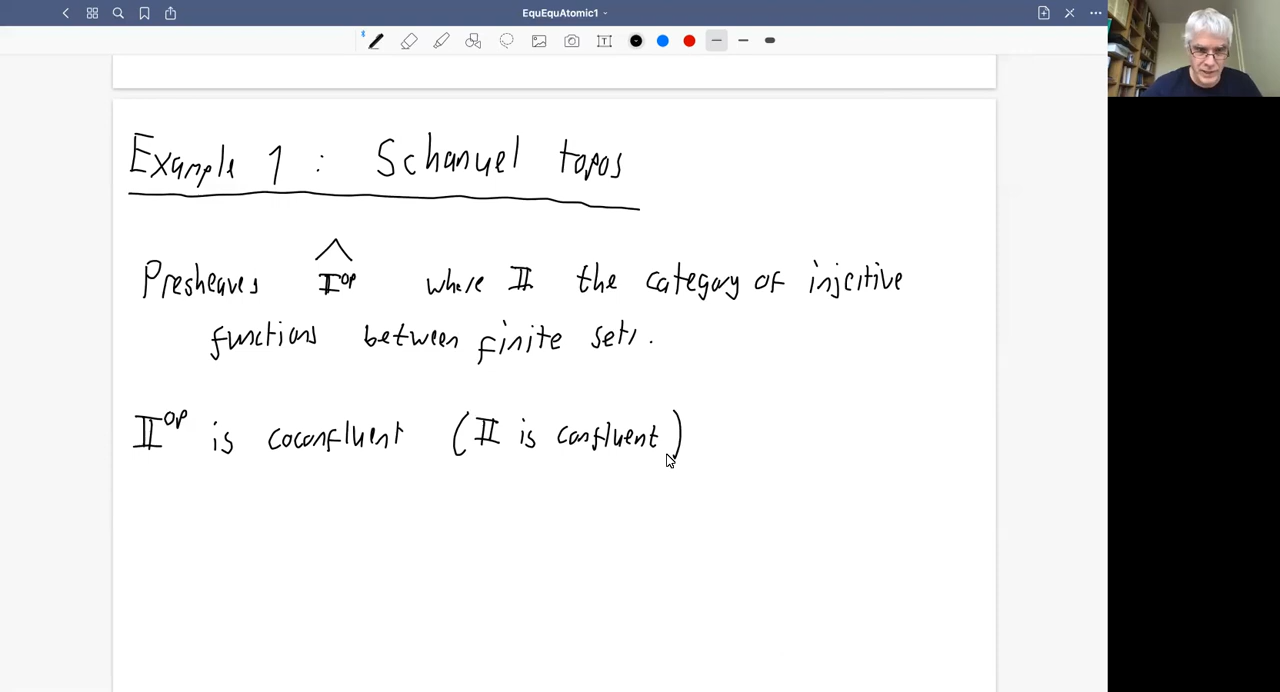 EquEquAtomic1
Example 1 : Schanuel topos
Presheaves 𝕀^op where 𝕀 the category of injcitive
functions between finite sets.
𝕀^op is coconfluent (𝕀 is confluent)